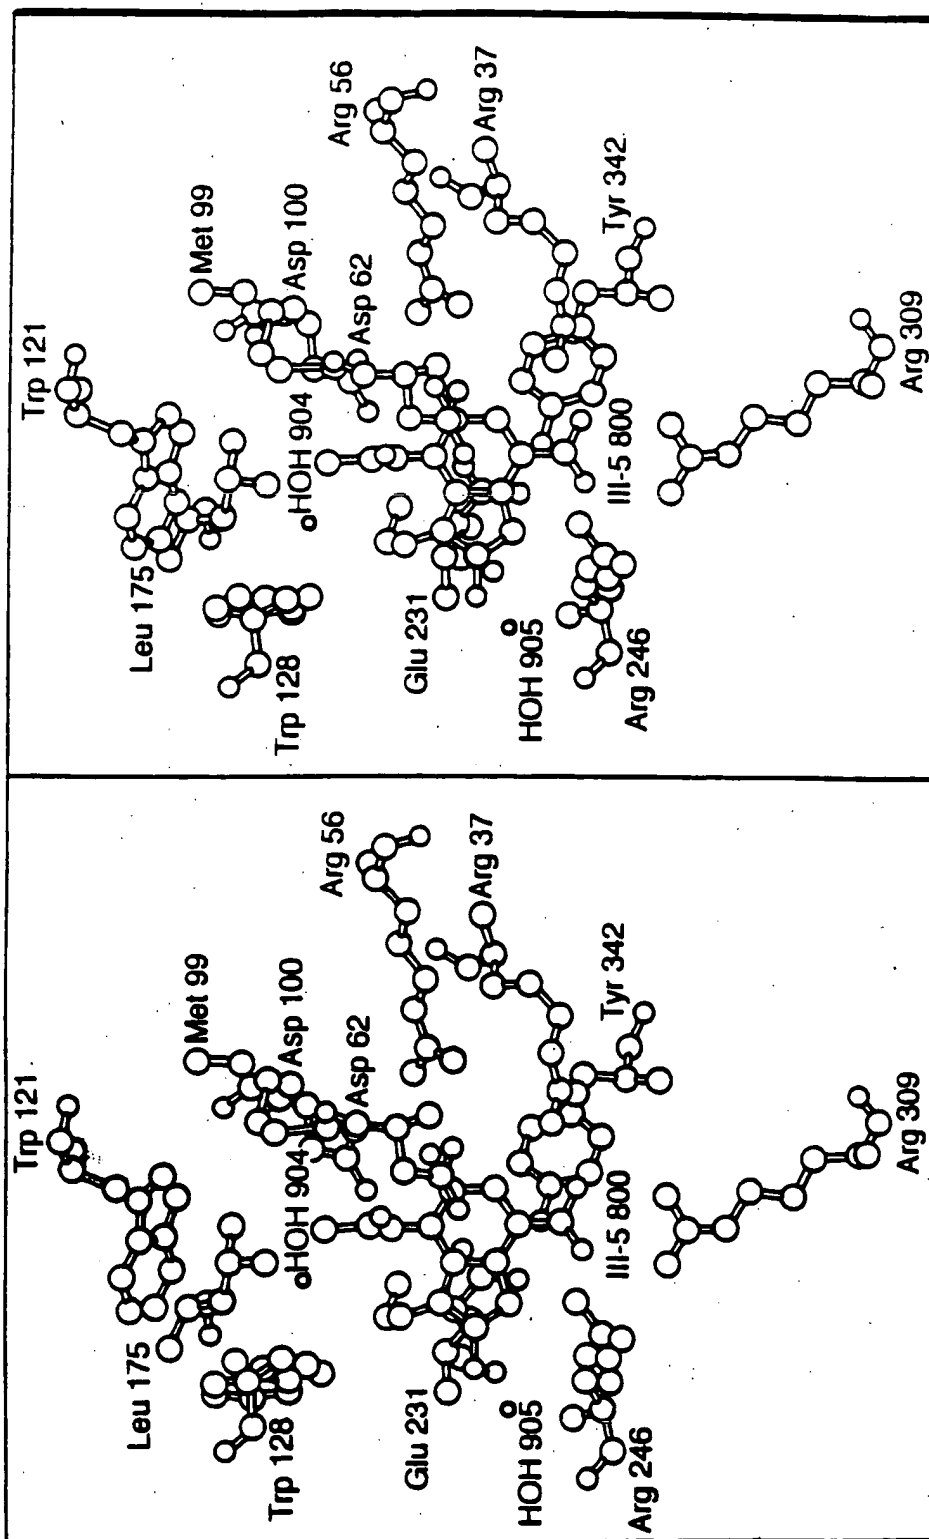 Trp 121
Met 99
Asp 100
Asp 62
Arg 56
Arg 37
Tyr 342
Arg 309
III-5 800
HOH 904
Leu 175
Trp 128
Glu 231
HOH 905
Arg 246
Trp 121
Met 99
Asp 100
Asp 62
Arg 56
Arg 37
Tyr 342
Arg 309
III-5 800
HOH 904
Leu 175
Trp 128
Glu 231
HOH 905
Arg 246